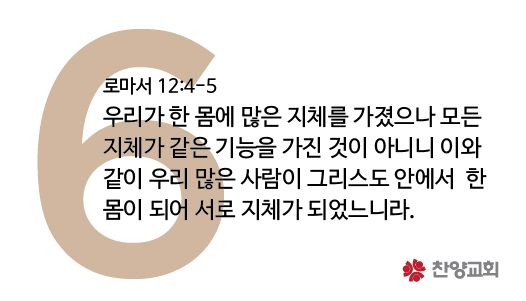 6
로마서 12:4-5
우리가 한 몸에 많은 지체를 가졌으나 모든
지체가 같은 기능을 가진 것이 아니니 이와
같이 우리 많은 사람이 그리스도 안에서 한
몸이 되어 서로 지체가 되었느니라.
찬양교회